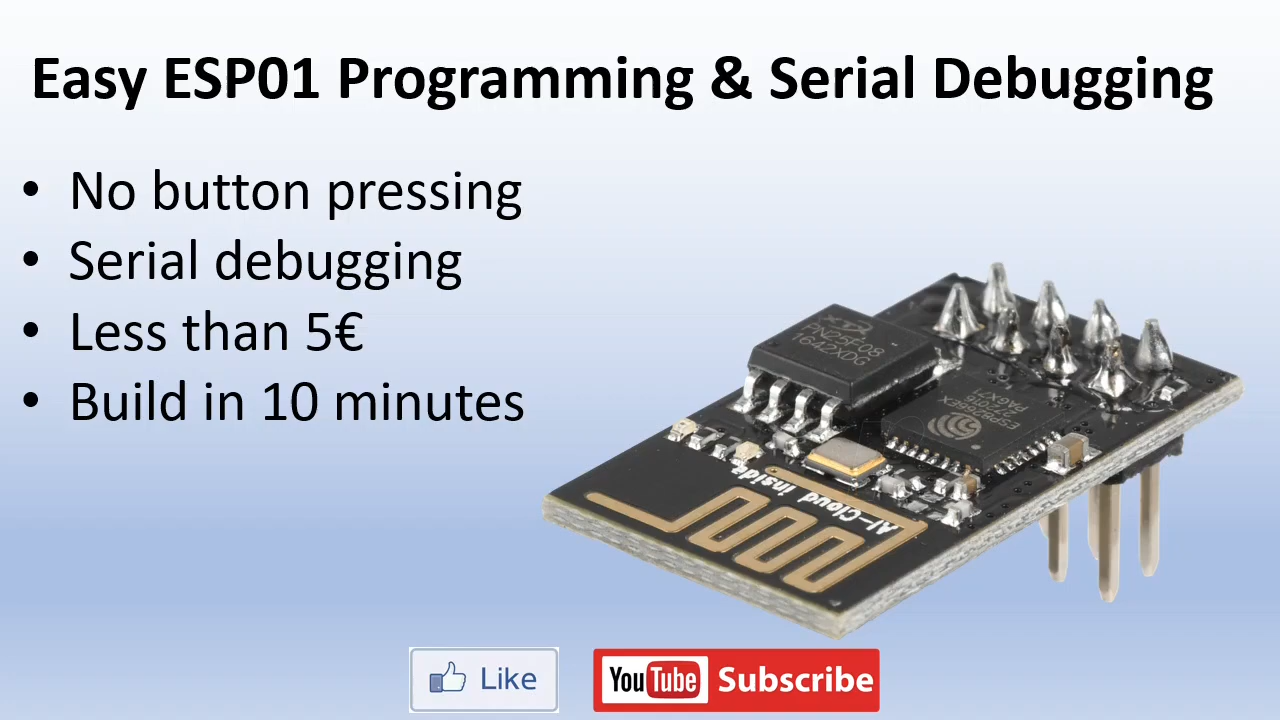 Easy ESP01 Programming & Serial Debugging
• No button pressing
• Serial debugging
• Less than 5€
• Build in 10 minutes
PN25F08
1642XDG
ESP8266EX
AI-Cloud inside
Like
YouTube Subscribe